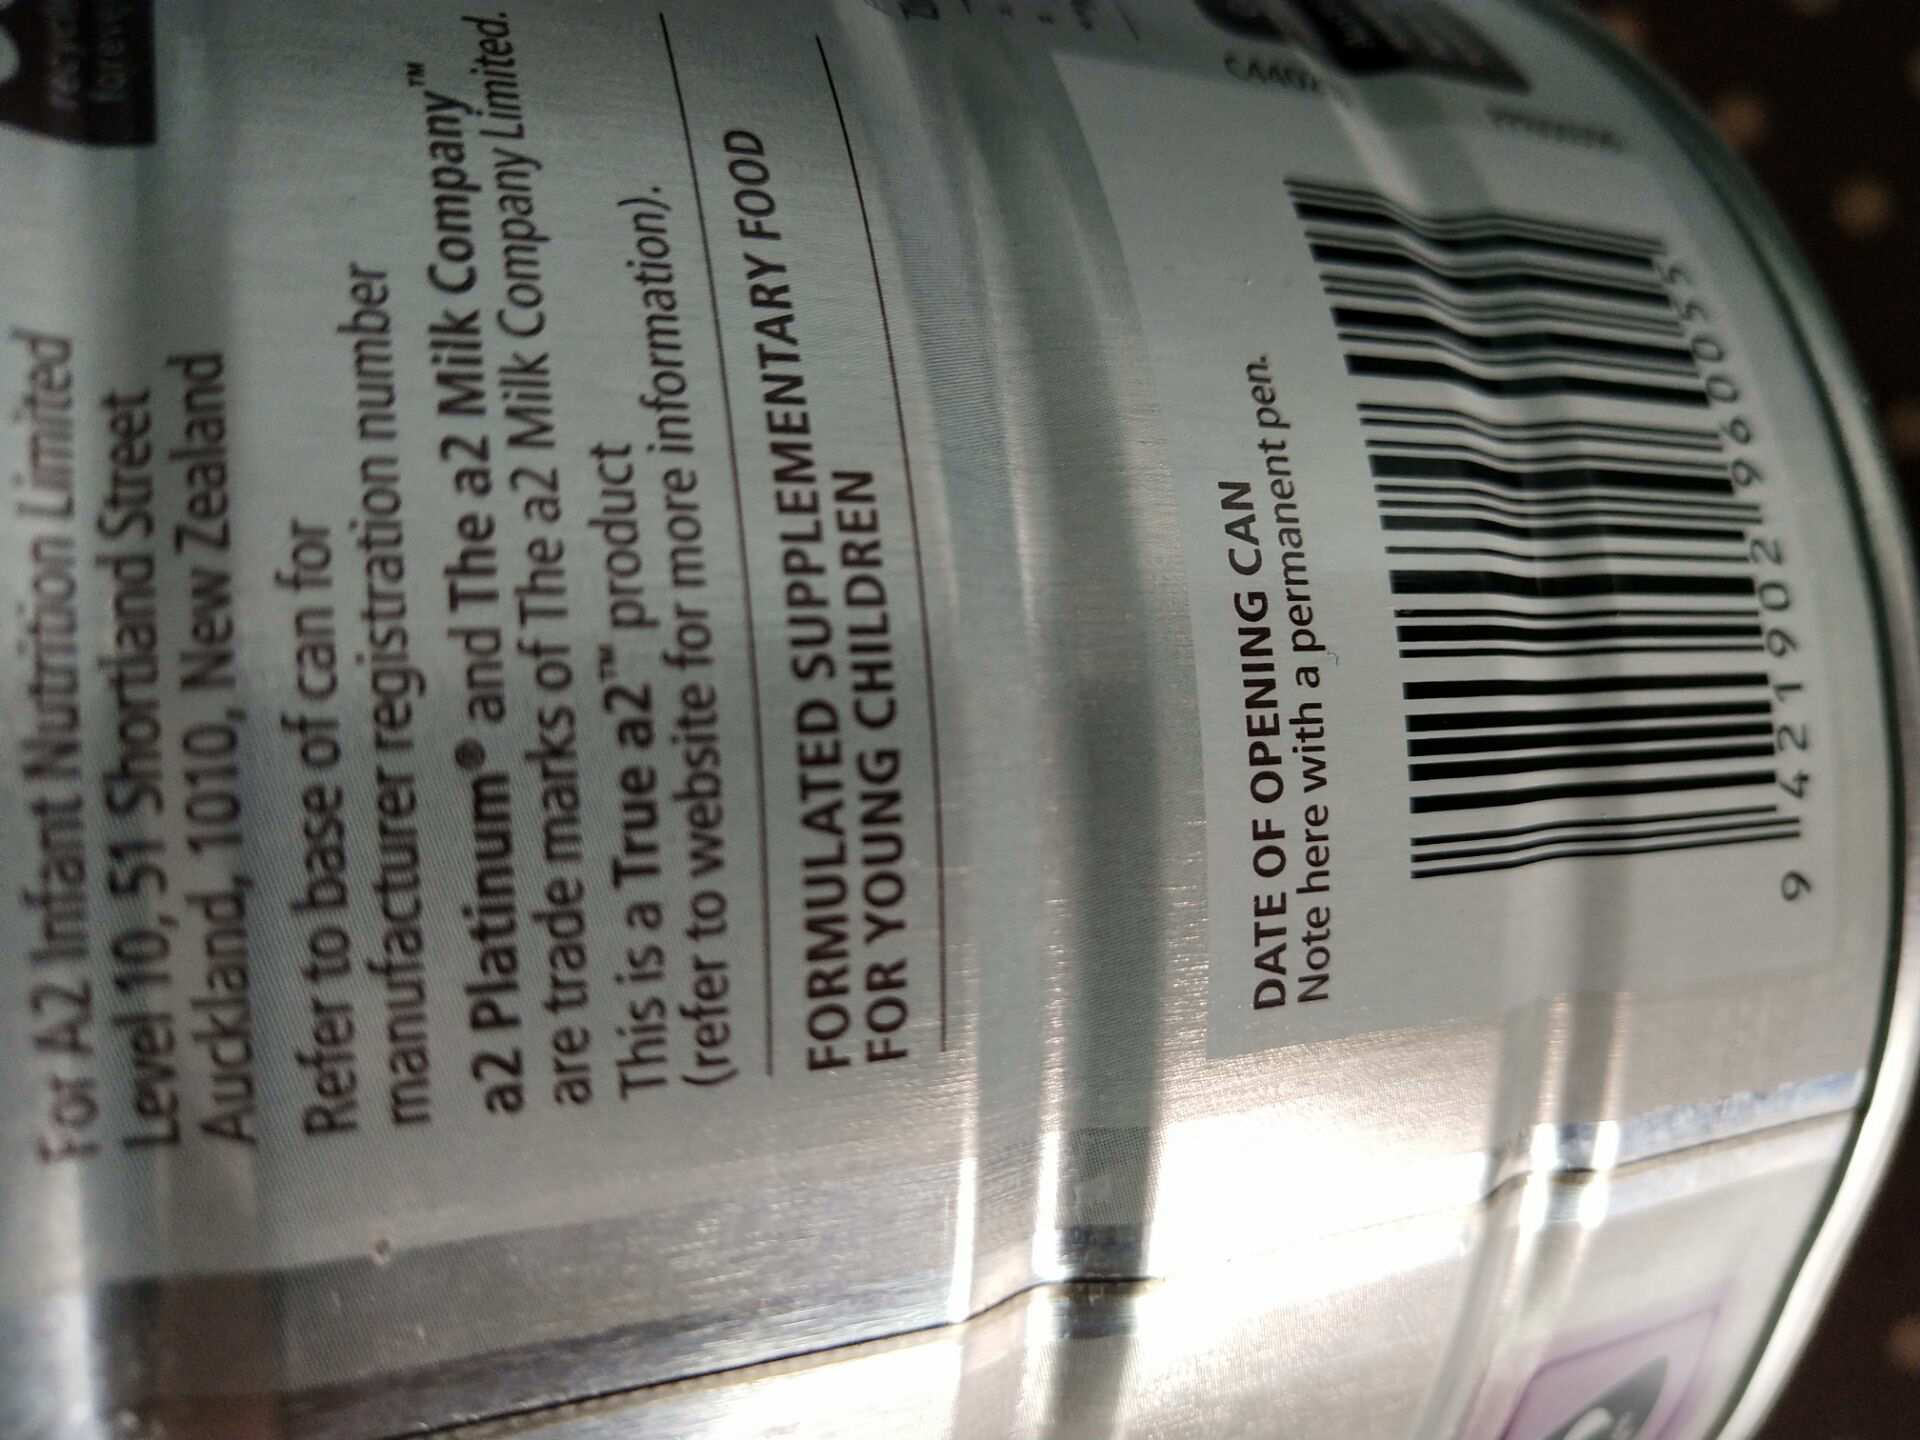 For A2 Infant Nutrition Limited
Level 10, 51 Shortland Street
Auckland, 1010, New Zealand
Refer to base of can for
manufacturer registration number
a2 Platinum® and The a2 Milk Company™
are trade marks of The a2 Milk Company Limited.
This is a True a2™ product
(refer to website for more information).
FORMULATED SUPPLEMENTARY FOOD
FOR YOUNG CHILDREN
DATE OF OPENING CAN
Note here with a permanent pen.
9 421902 960055